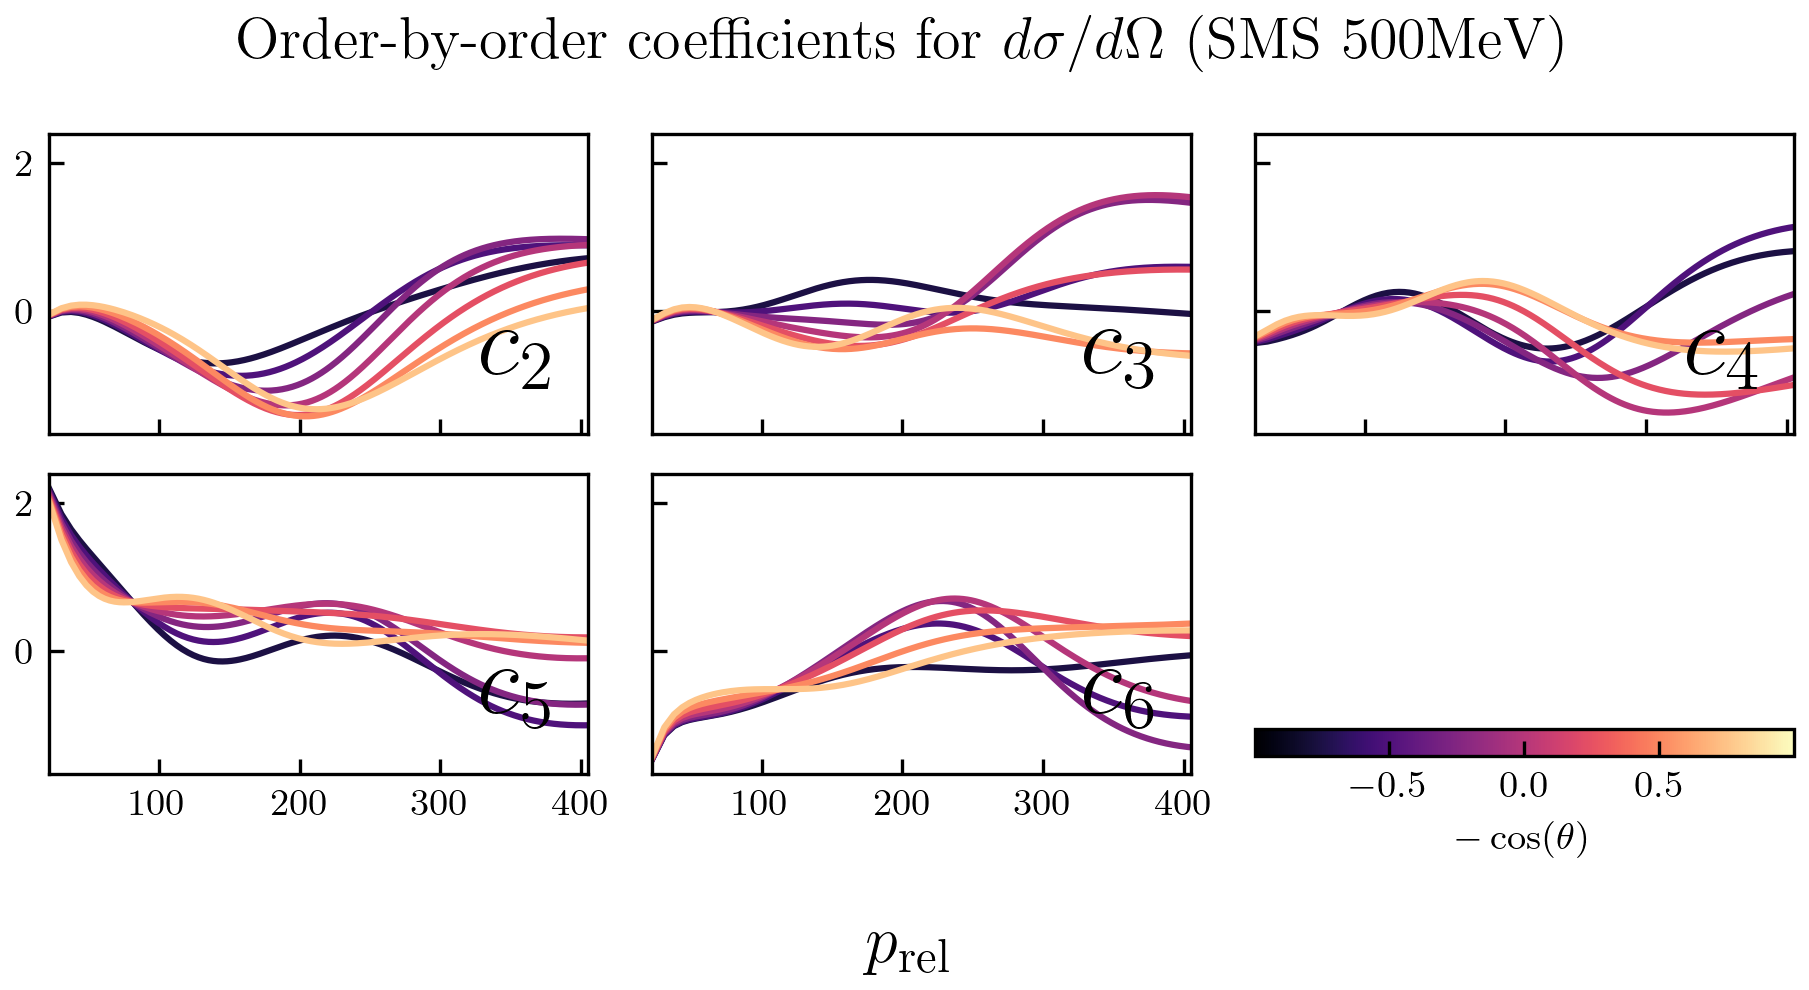 Order-by-order coefficients for dσ/dΩ (SMS 500MeV)
2
0
c₂
c₃
c₄
2
0
c₅
c₆
100 200 300 400
100 200 300 400
−0.5 0.0 0.5
− cos(θ)
p_rel